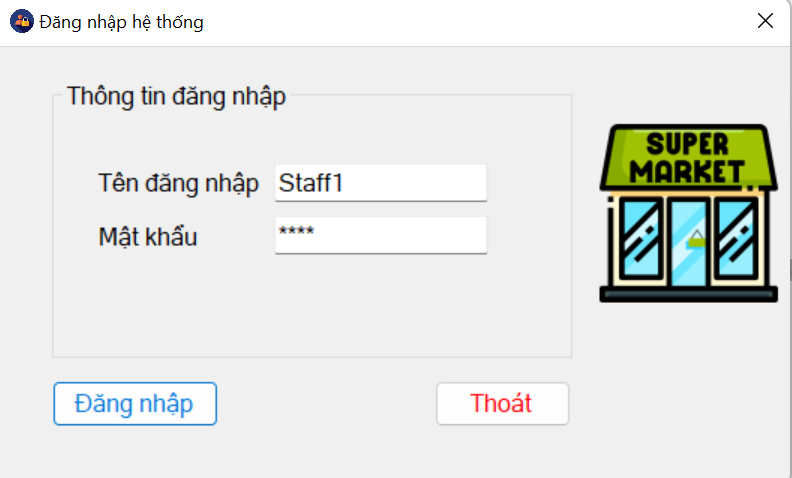 Đăng nhập hệ thống
Thông tin đăng nhập
Tên đăng nhập Staff1
Mật khẩu ****
SUPER
MARKET
Đăng nhập
Thoát